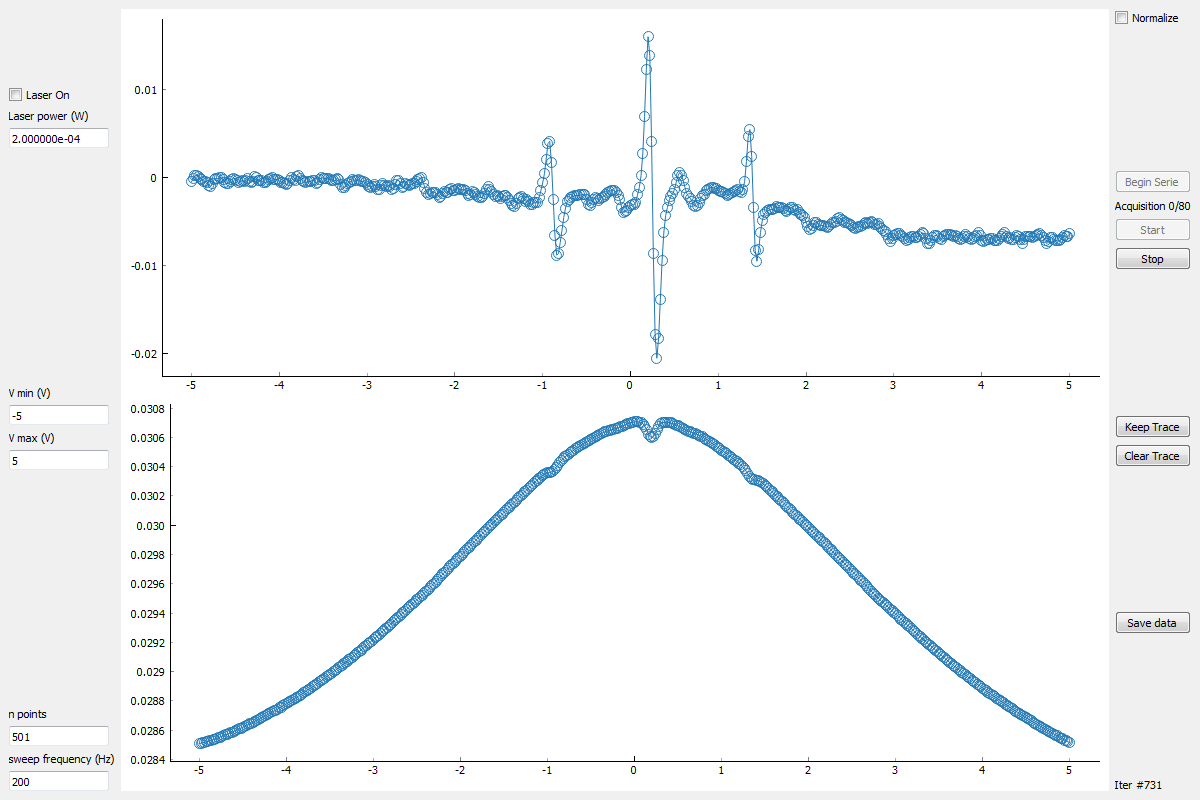 Normalize
Laser On
Laser power (W)
2.000000e-04
0.01
0
-0.01
-0.02
-5 -4 -3 -2 -1 0 1 2 3 4 5
Begin Serie
Acquisition 0/80
Start
Stop
V min (V)
-5
V max (V)
5
0.0308
0.0306
0.0304
0.0302
0.030
0.0298
0.0296
0.0294
0.0292
0.029
0.0288
0.0286
0.0284
-5 -4 -3 -2 -1 0 1 2 3 4 5
Keep Trace
Clear Trace
Save data
n points
501
sweep frequency (Hz)
200
Iter #731